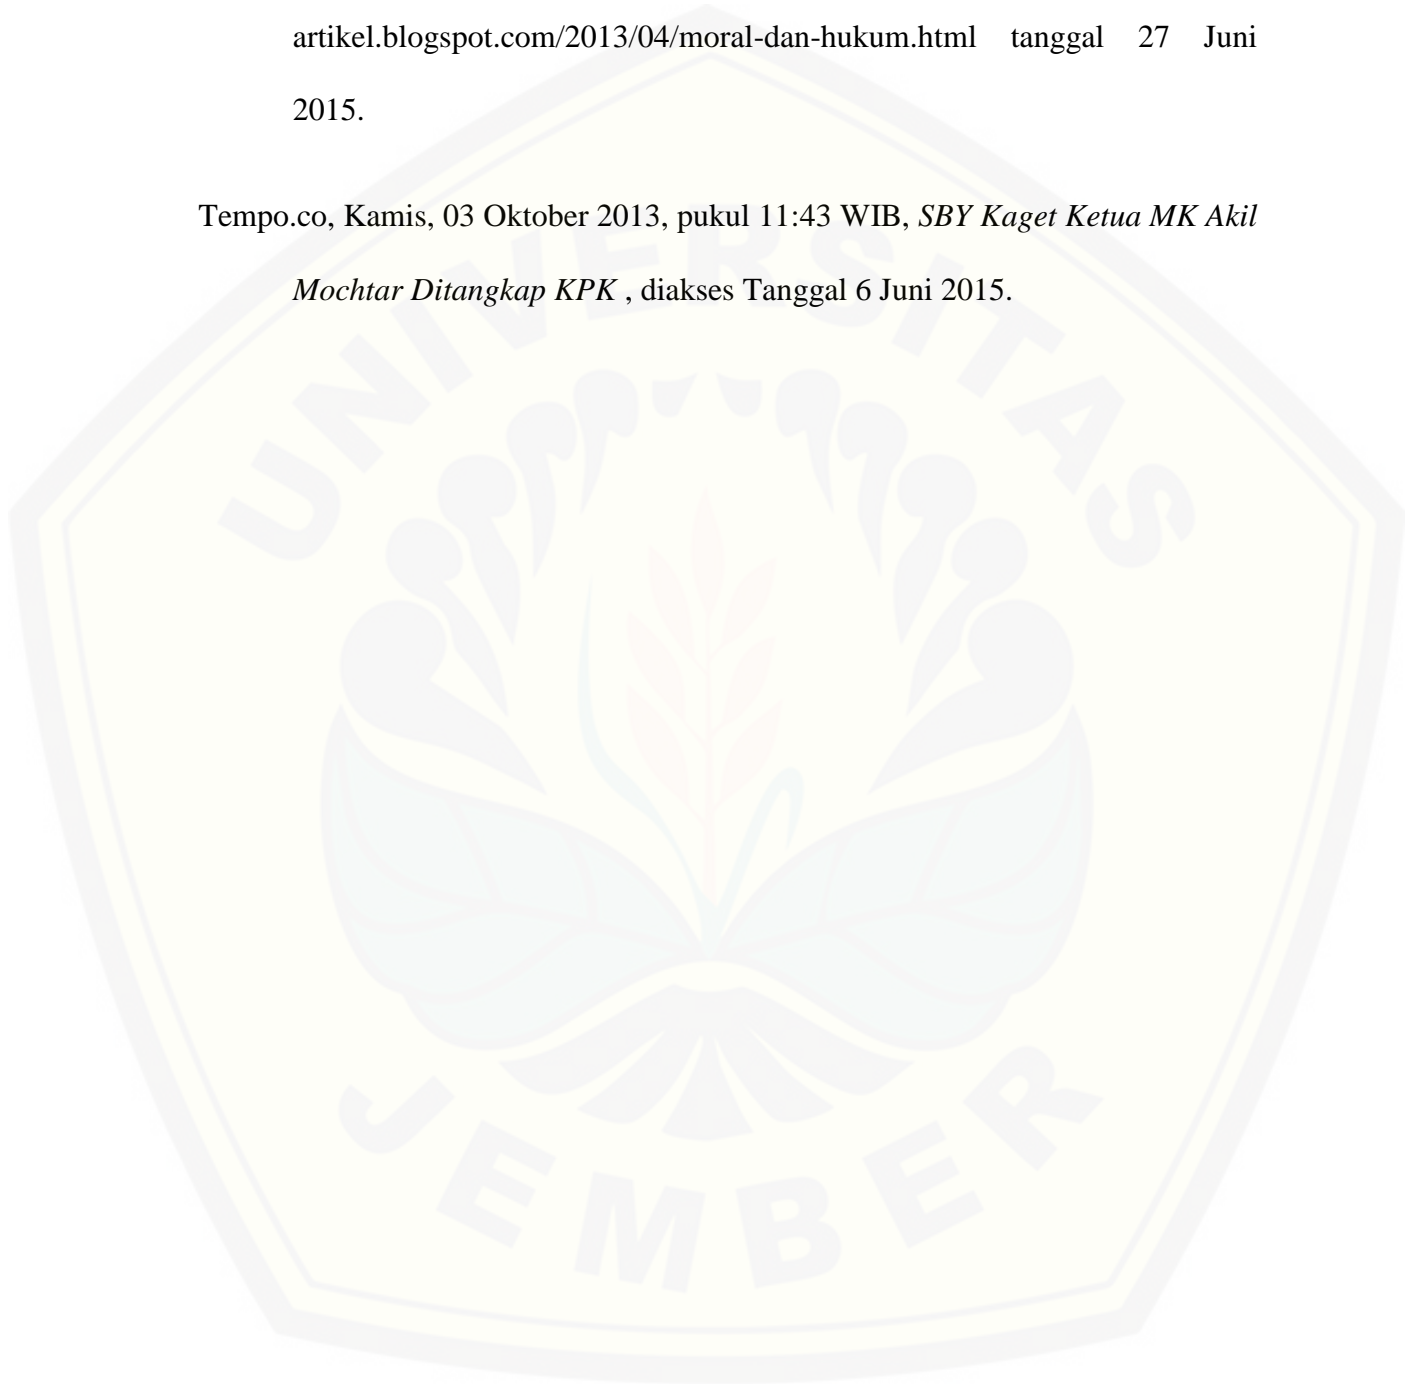 artikel.blogspot.com/2013/04/moral-dan-hukum.html tanggal 27 Juni
2015.
Tempo.co, Kamis, 03 Oktober 2013, pukul 11:43 WIB, SBY Kaget Ketua MK Akil
Mochtar Ditangkap KPK , diakses Tanggal 6 Juni 2015.
UNIVERSITAS
JEMBER